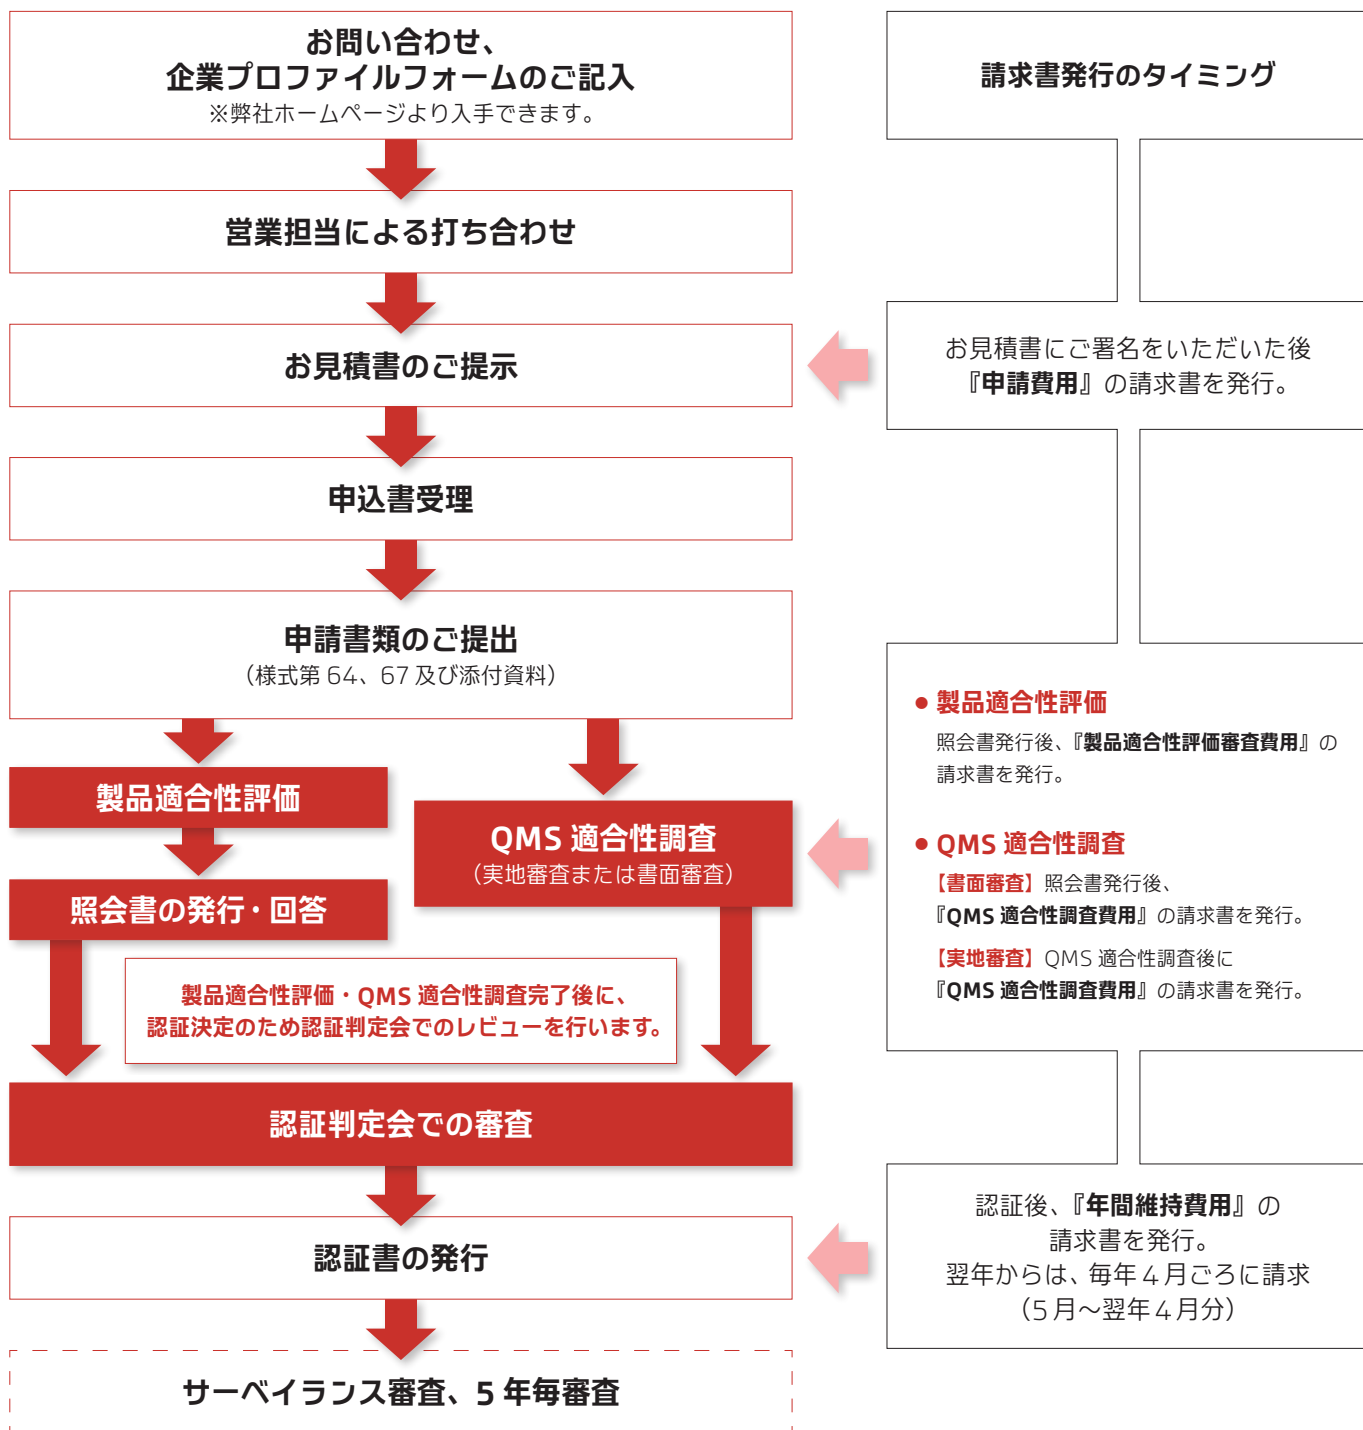 お問い合わせ、
企業プロファイルフォームのご記入
※弊社ホームページより入手できます。
請求書発行のタイミング
営業担当による打ち合わせ
お見積書のご提示
お見積書にご署名をいただいた後
『申請費用』の請求書を発行。
申込書受理
申請書類のご提出
（様式第 64、67 及び添付資料）
製品適合性評価
照会書の発行・回答
QMS 適合性調査
（実地審査または書面審査）
● 製品適合性評価
照会書発行後、『製品適合性評価審査費用』の
請求書を発行。
● QMS 適合性調査
【書面審査】照会書発行後、
『QMS 適合性調査費用』の請求書を発行。
【実地審査】QMS 適合性調査後に
『QMS 適合性調査費用』の請求書を発行。
製品適合性評価・QMS 適合性調査完了後に、
認証決定のため認証判定会でのレビューを行います。
認証判定会での審査
認証書の発行
認証後、『年間維持費用』の
請求書を発行。
翌年からは、毎年４月ごろに請求
（５月～翌年４月分）
サーベイランス審査、5 年毎審査